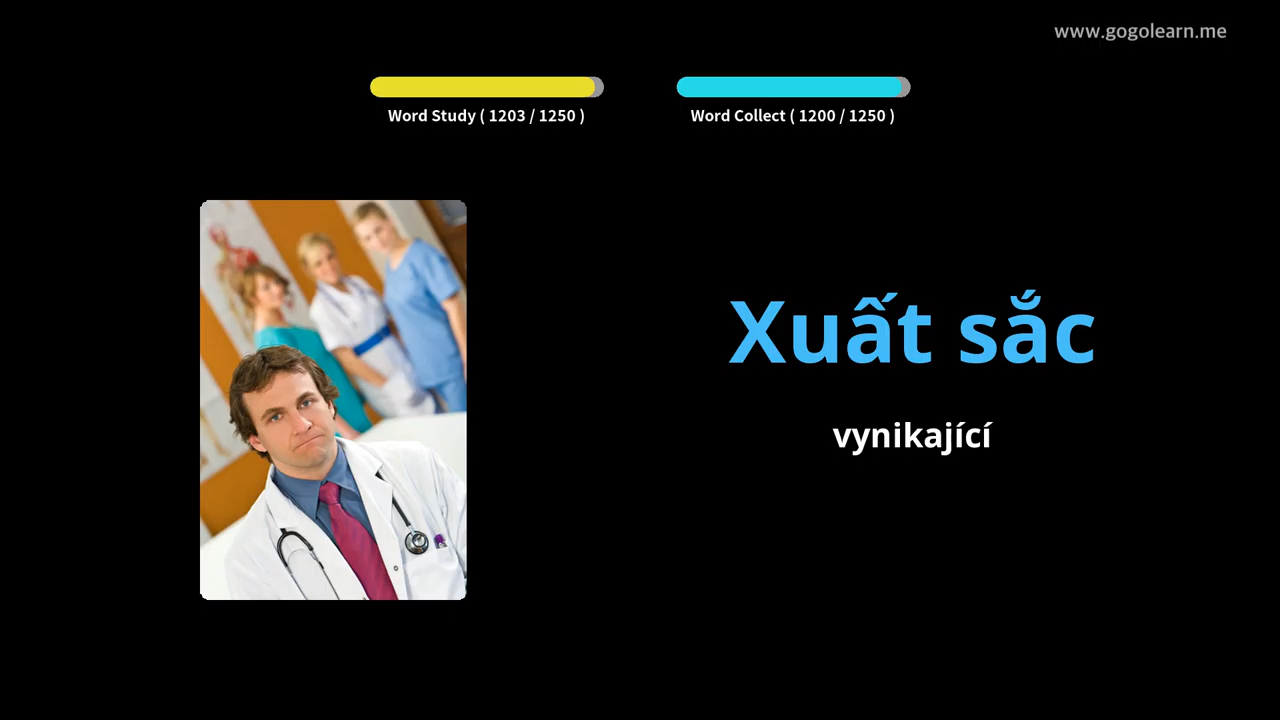 www.gogolearn.me
Word Study ( 1203 / 1250 )
Word Collect ( 1200 / 1250 )
Xuất sắc
vynikající